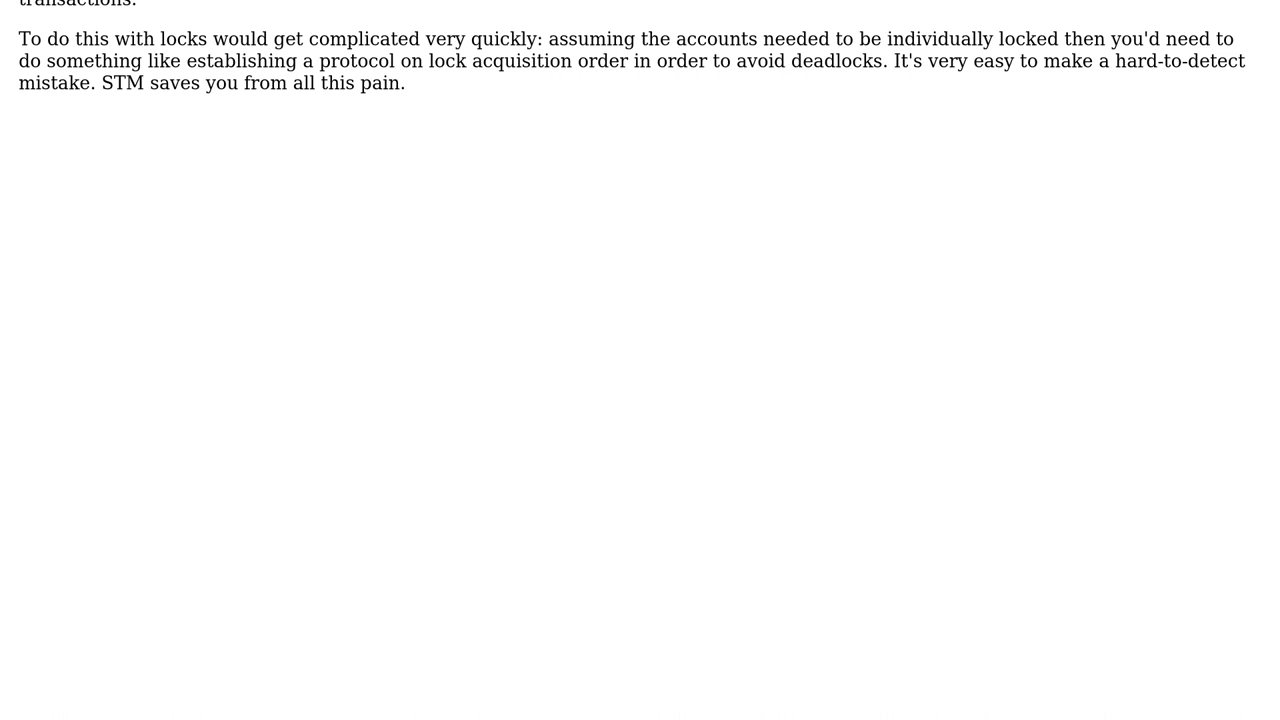 transactions.
To do this with locks would get complicated very quickly: assuming the accounts needed to be individually locked then you'd need to
do something like establishing a protocol on lock acquisition order in order to avoid deadlocks. It's very easy to make a hard-to-detect
mistake. STM saves you from all this pain.